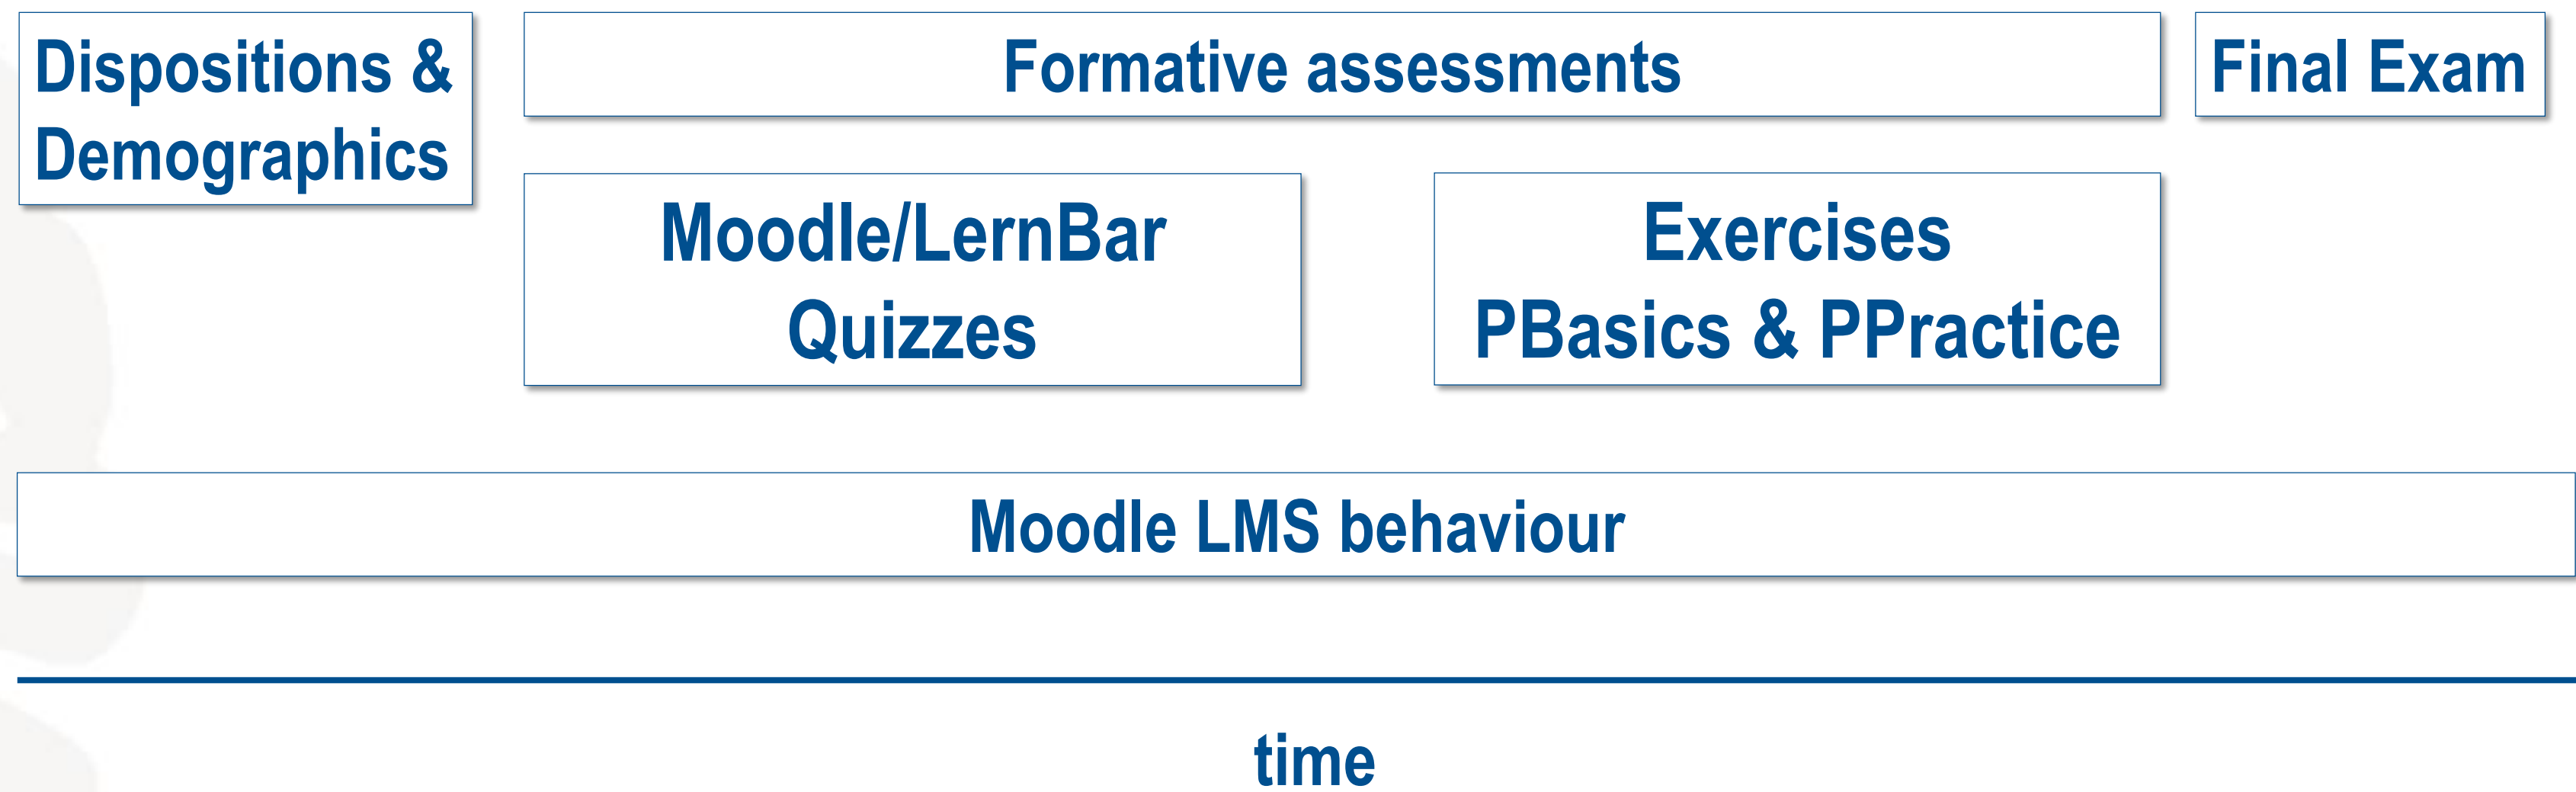 Dispositions &
Demographics
Formative assessments
Final Exam
Moodle/LernBar
Quizzes
Exercises
PBasics & PPractice
Moodle LMS behaviour
time